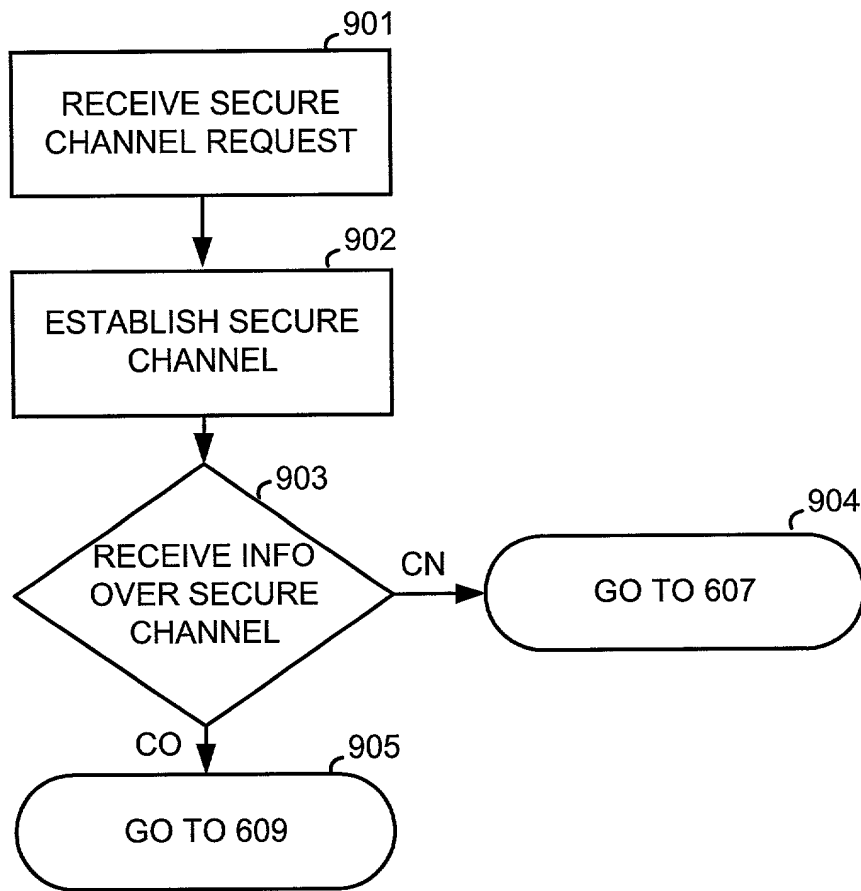 901
RECEIVE SECURE
CHANNEL REQUEST
902
ESTABLISH SECURE
CHANNEL
903
RECEIVE INFO
OVER SECURE
CHANNEL
CN
904
GO TO 607
CO
905
GO TO 609